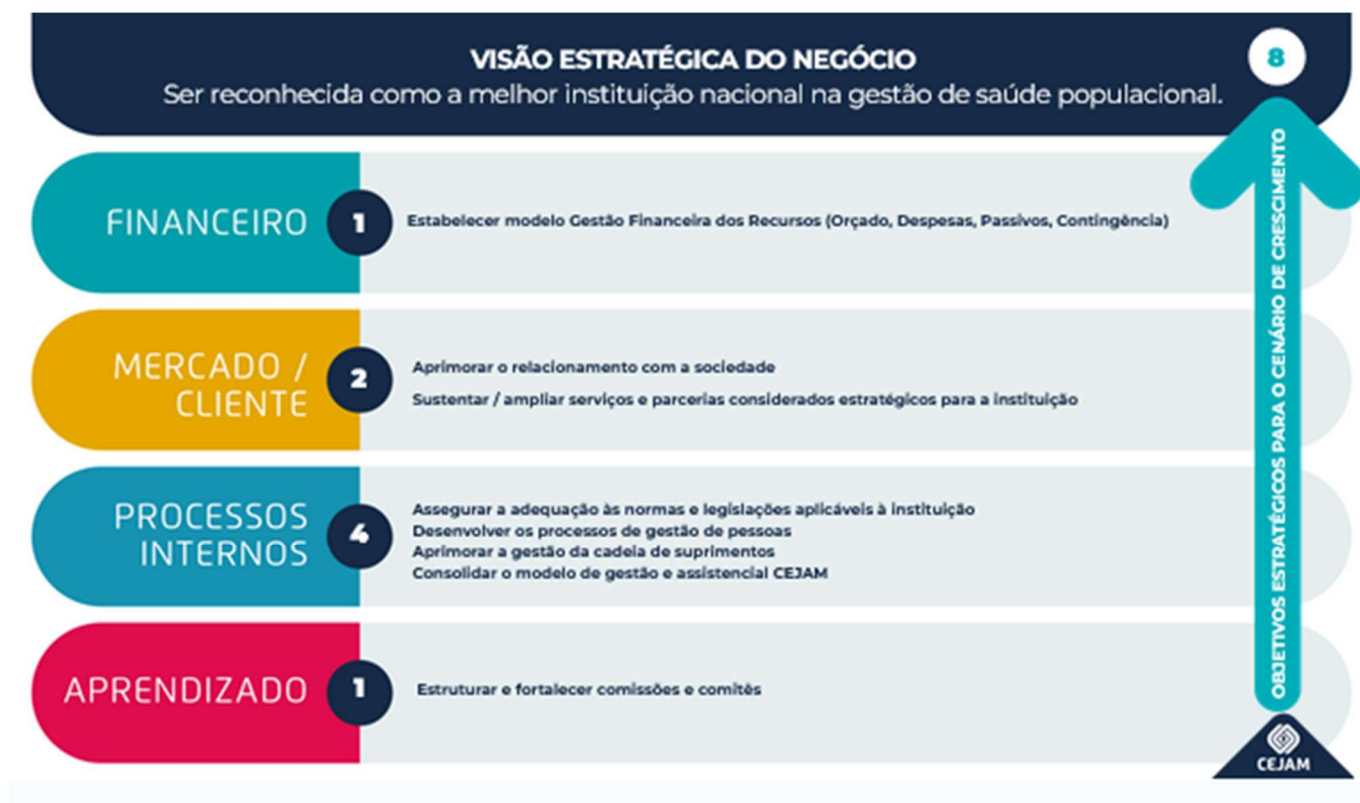 VISÃO ESTRATÉGICA DO NEGÓCIO
Ser reconhecida como a melhor instituição nacional na gestão de saúde populacional.
8
FINANCEIRO
1
Estabelecer modelo Gestão Financeira dos Recursos (Orçado, Despesas, Passivos, Contingência)
MERCADO /
CLIENTE
2
Aprimorar o relacionamento com a sociedade
Sustentar / ampliar serviços e parcerias considerados estratégicos para a instituição
PROCESSOS
INTERNOS
4
Assegurar a adequação às normas e legislações aplicáveis à instituição
Desenvolver os processos de gestão de pessoas
Aprimorar a gestão da cadeia de suprimentos
Consolidar o modelo de gestão e assistencial CEJAM
APRENDIZADO
1
Estruturar e fortalecer comissões e comitês
OBJETIVOS ESTRATÉGICOS PARA O CENÁRIO DE CRESCIMENTO
CEJAM